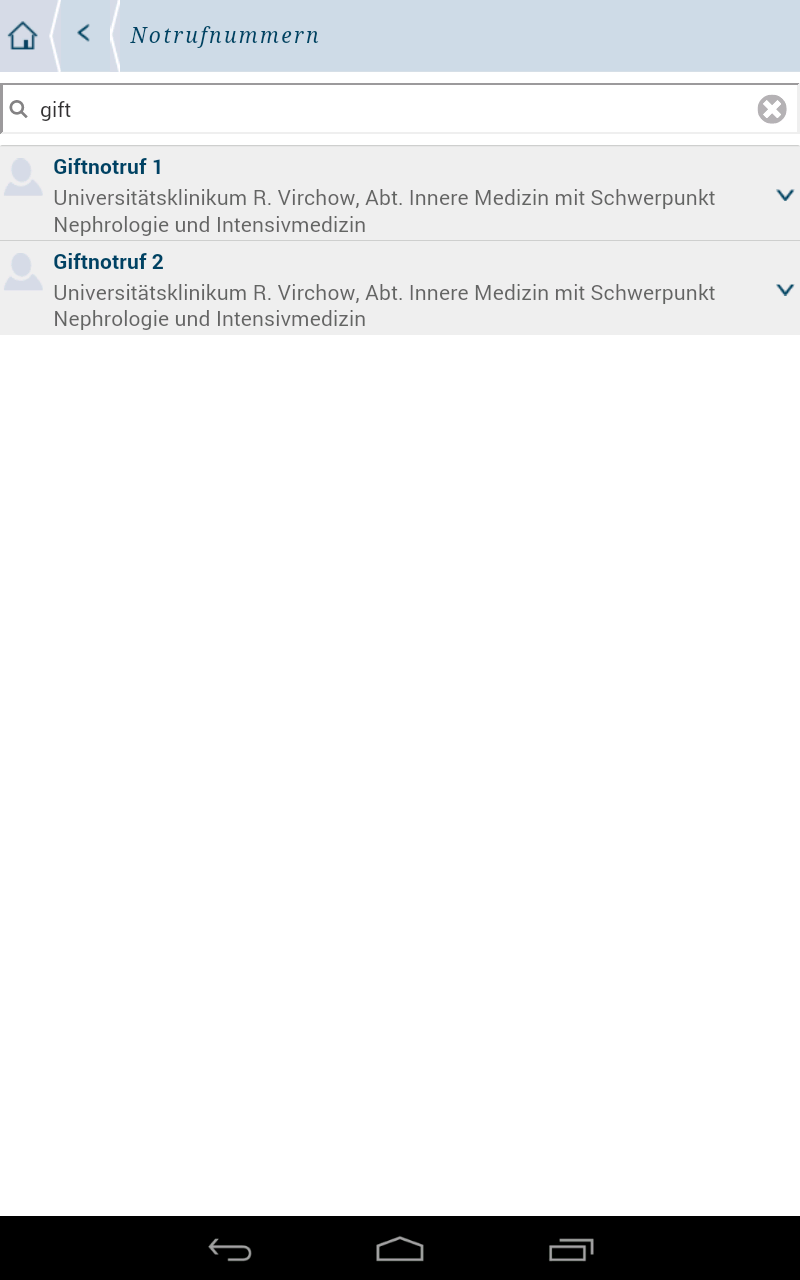 Notrufnummern
gift
Giftnotruf 1
Universitätsklinikum R. Virchow, Abt. Innere Medizin mit Schwerpunkt
Nephrologie und Intensivmedizin
Giftnotruf 2
Universitätsklinikum R. Virchow, Abt. Innere Medizin mit Schwerpunkt
Nephrologie und Intensivmedizin